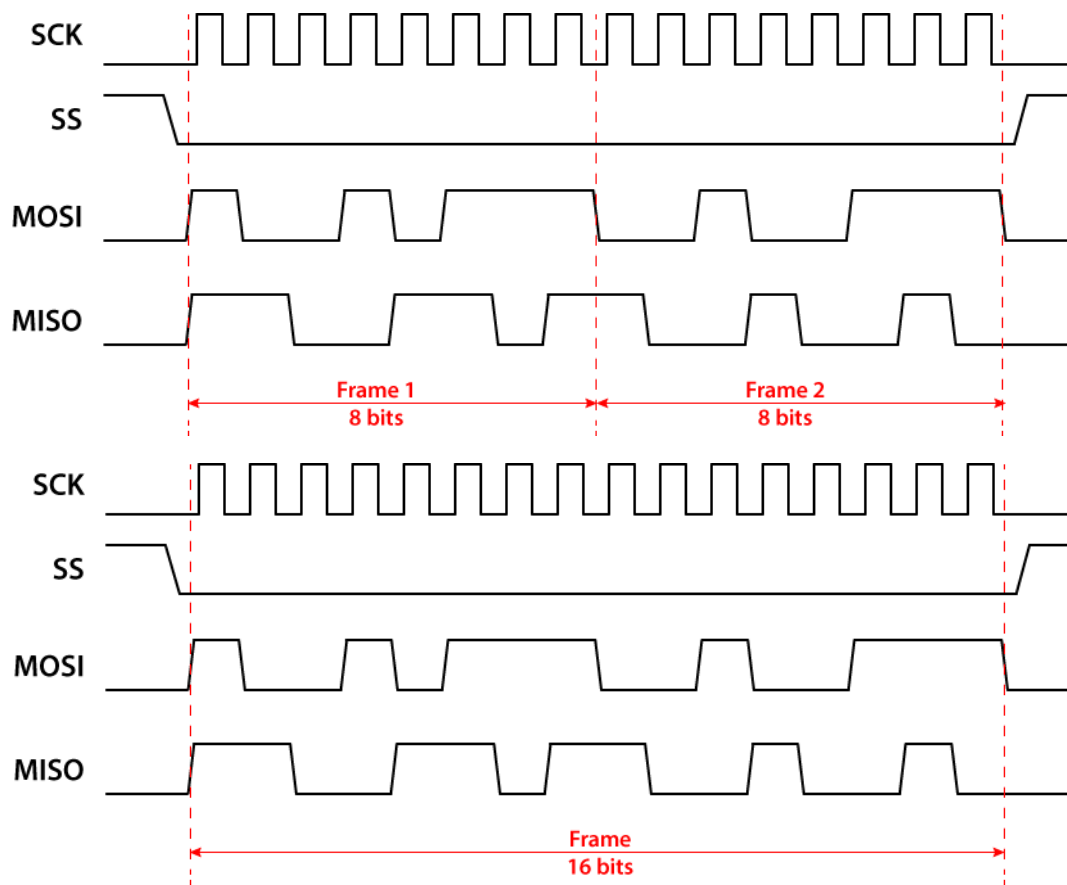 SCK
SS
MOSI
MISO
Frame 1
8 bits
Frame 2
8 bits
SCK
SS
MOSI
MISO
Frame
16 bits